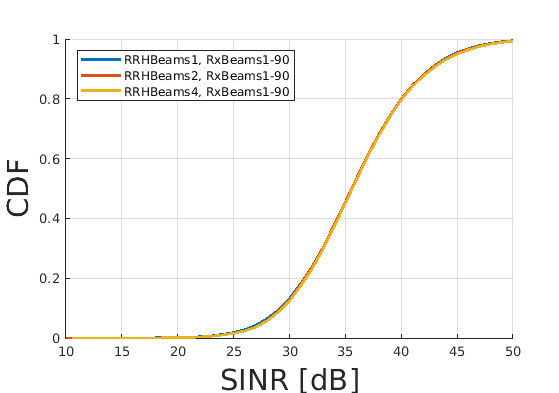 1
0.8
0.6
0.4
0.2
0
CDF
RRHBeams1, RxBeams1-90
RRHBeams2, RxBeams1-90
RRHBeams4, RxBeams1-90
10 15 20 25 30 35 40 45 50
SINR [dB]